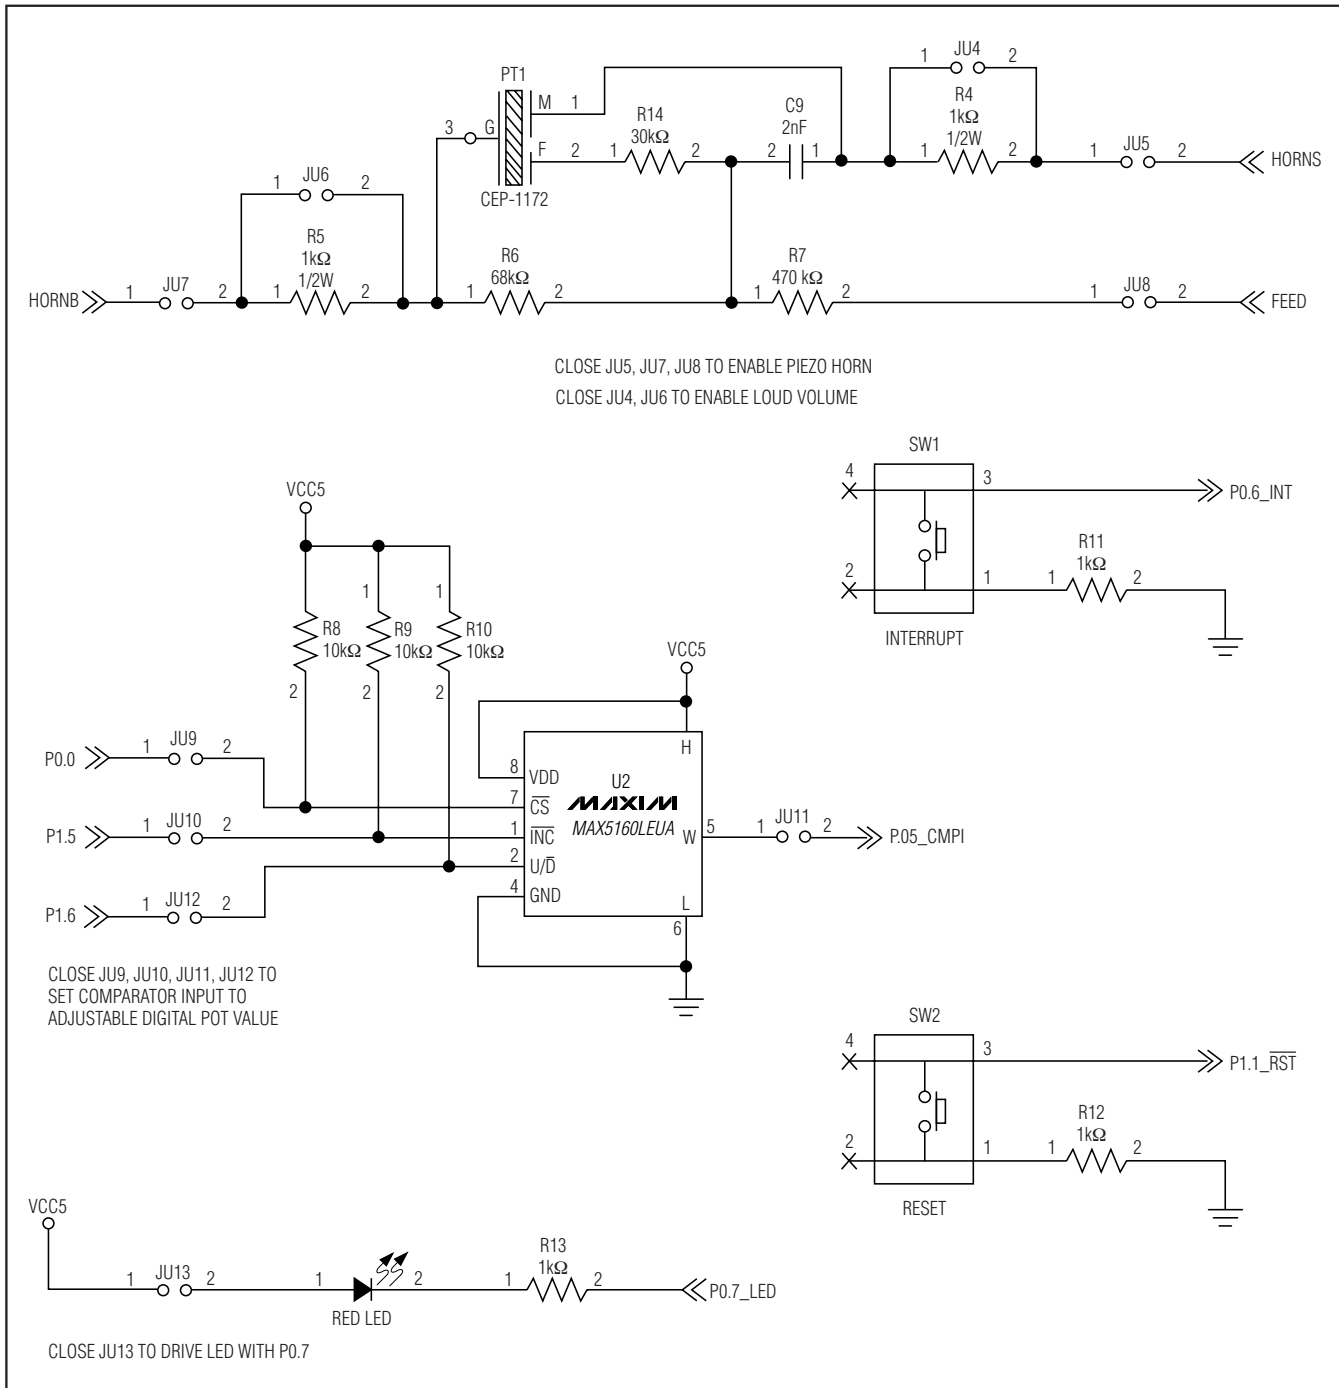 1 JU4 2
PT1
M 1
R14
30kΩ
C9
2nF
R4
1kΩ
1/2W
3 G
F 2 1 2 2 1 1 2
1 JU5 2
HORNS
1 JU6 2
CEP-1172
R5
1kΩ
1/2W
R6
68kΩ
R7
470 kΩ
HORNB
1 JU7 2
1 2 1 2 1 2
1 JU8 2
FEED
CLOSE JU5, JU7, JU8 TO ENABLE PIEZO HORN
CLOSE JU4, JU6 TO ENABLE LOUD VOLUME
SW1
4 3
P0.6_INT
R11
1kΩ
2 1 1 2
INTERRUPT
VCC5
1 1
R8
10kΩ
R9
10kΩ
R10
10kΩ
2 2 2
VCC5
P0.0
1 JU9 2
H
8 VDD
U2
7 C̅S̅
MAXIM
MAX5160LEUA
P1.5
1 JU10 2
1 I̅N̅C̅
W 5
1 JU11 2
P.05_CMPI
2 U/D̅
4 GND
L
6
P1.6
1 JU12 2
CLOSE JU9, JU10, JU11, JU12 TO
SET COMPARATOR INPUT TO
ADJUSTABLE DIGITAL POT VALUE
SW2
4 3
P1.1_R̅S̅T̅
R12
1kΩ
2 1 1 2
RESET
VCC5
1 JU13 2
1 2
RED LED
R13
1kΩ
1 2
P0.7_LED
CLOSE JU13 TO DRIVE LED WITH P0.7